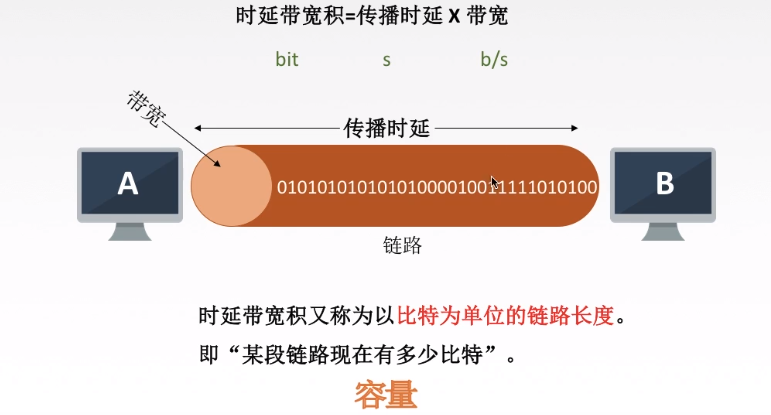 时延带宽积=传播时延 X 带宽
bit s b/s
带宽
传播时延
A 010101010101010000100111111010100 B
链路
时延带宽积又称为以比特为单位的链路长度。
即“某段链路现在有多少比特”。
容量